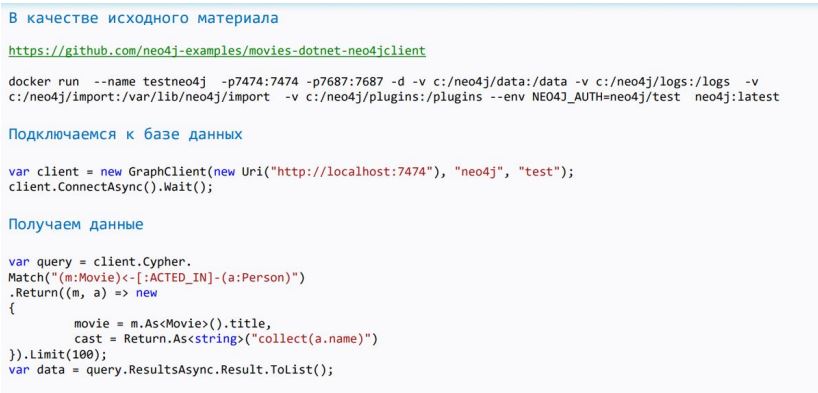 В качестве исходного материала
https://github.com/neo4j-examples/movies-dotnet-neo4jclient
docker run  --name testneo4j  -p7474:7474 -p7687:7687 -d -v c:/neo4j/data:/data -v c:/neo4j/logs:/logs  -v
c:/neo4j/import:/var/lib/neo4j/import  -v c:/neo4j/plugins:/plugins --env NEO4J_AUTH=neo4j/test  neo4j:latest
Подключаемся к базе данных
var client = new GraphClient(new Uri("http://localhost:7474"), "neo4j", "test");
client.ConnectAsync().Wait();
Получаем данные
var query = client.Cypher.
Match("(m:Movie)<-[:ACTED_IN]-(a:Person)")
.Return((m, a) => new
{
        movie = m.As<Movie>().title,
        cast = Return.As<string>("collect(a.name)")
}).Limit(100);
var data = query.ResultsAsync.Result.ToList();